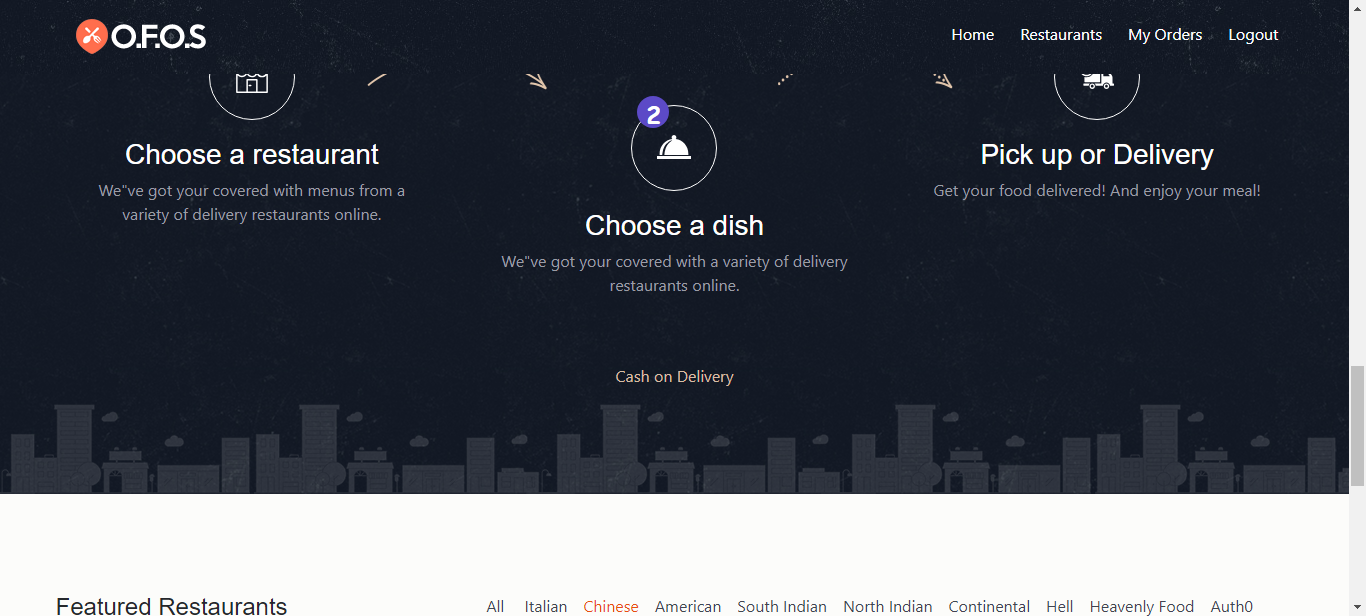 O.F.O.S
Home Restaurants My Orders Logout
2
Choose a restaurant
We"ve got your covered with menus from a
variety of delivery restaurants online.
Choose a dish
We"ve got your covered with a variety of delivery
restaurants online.
Pick up or Delivery
Get your food delivered! And enjoy your meal!
Cash on Delivery
Featured Restaurants
All Italian Chinese American South Indian North Indian Continental Hell Heavenly Food Auth0